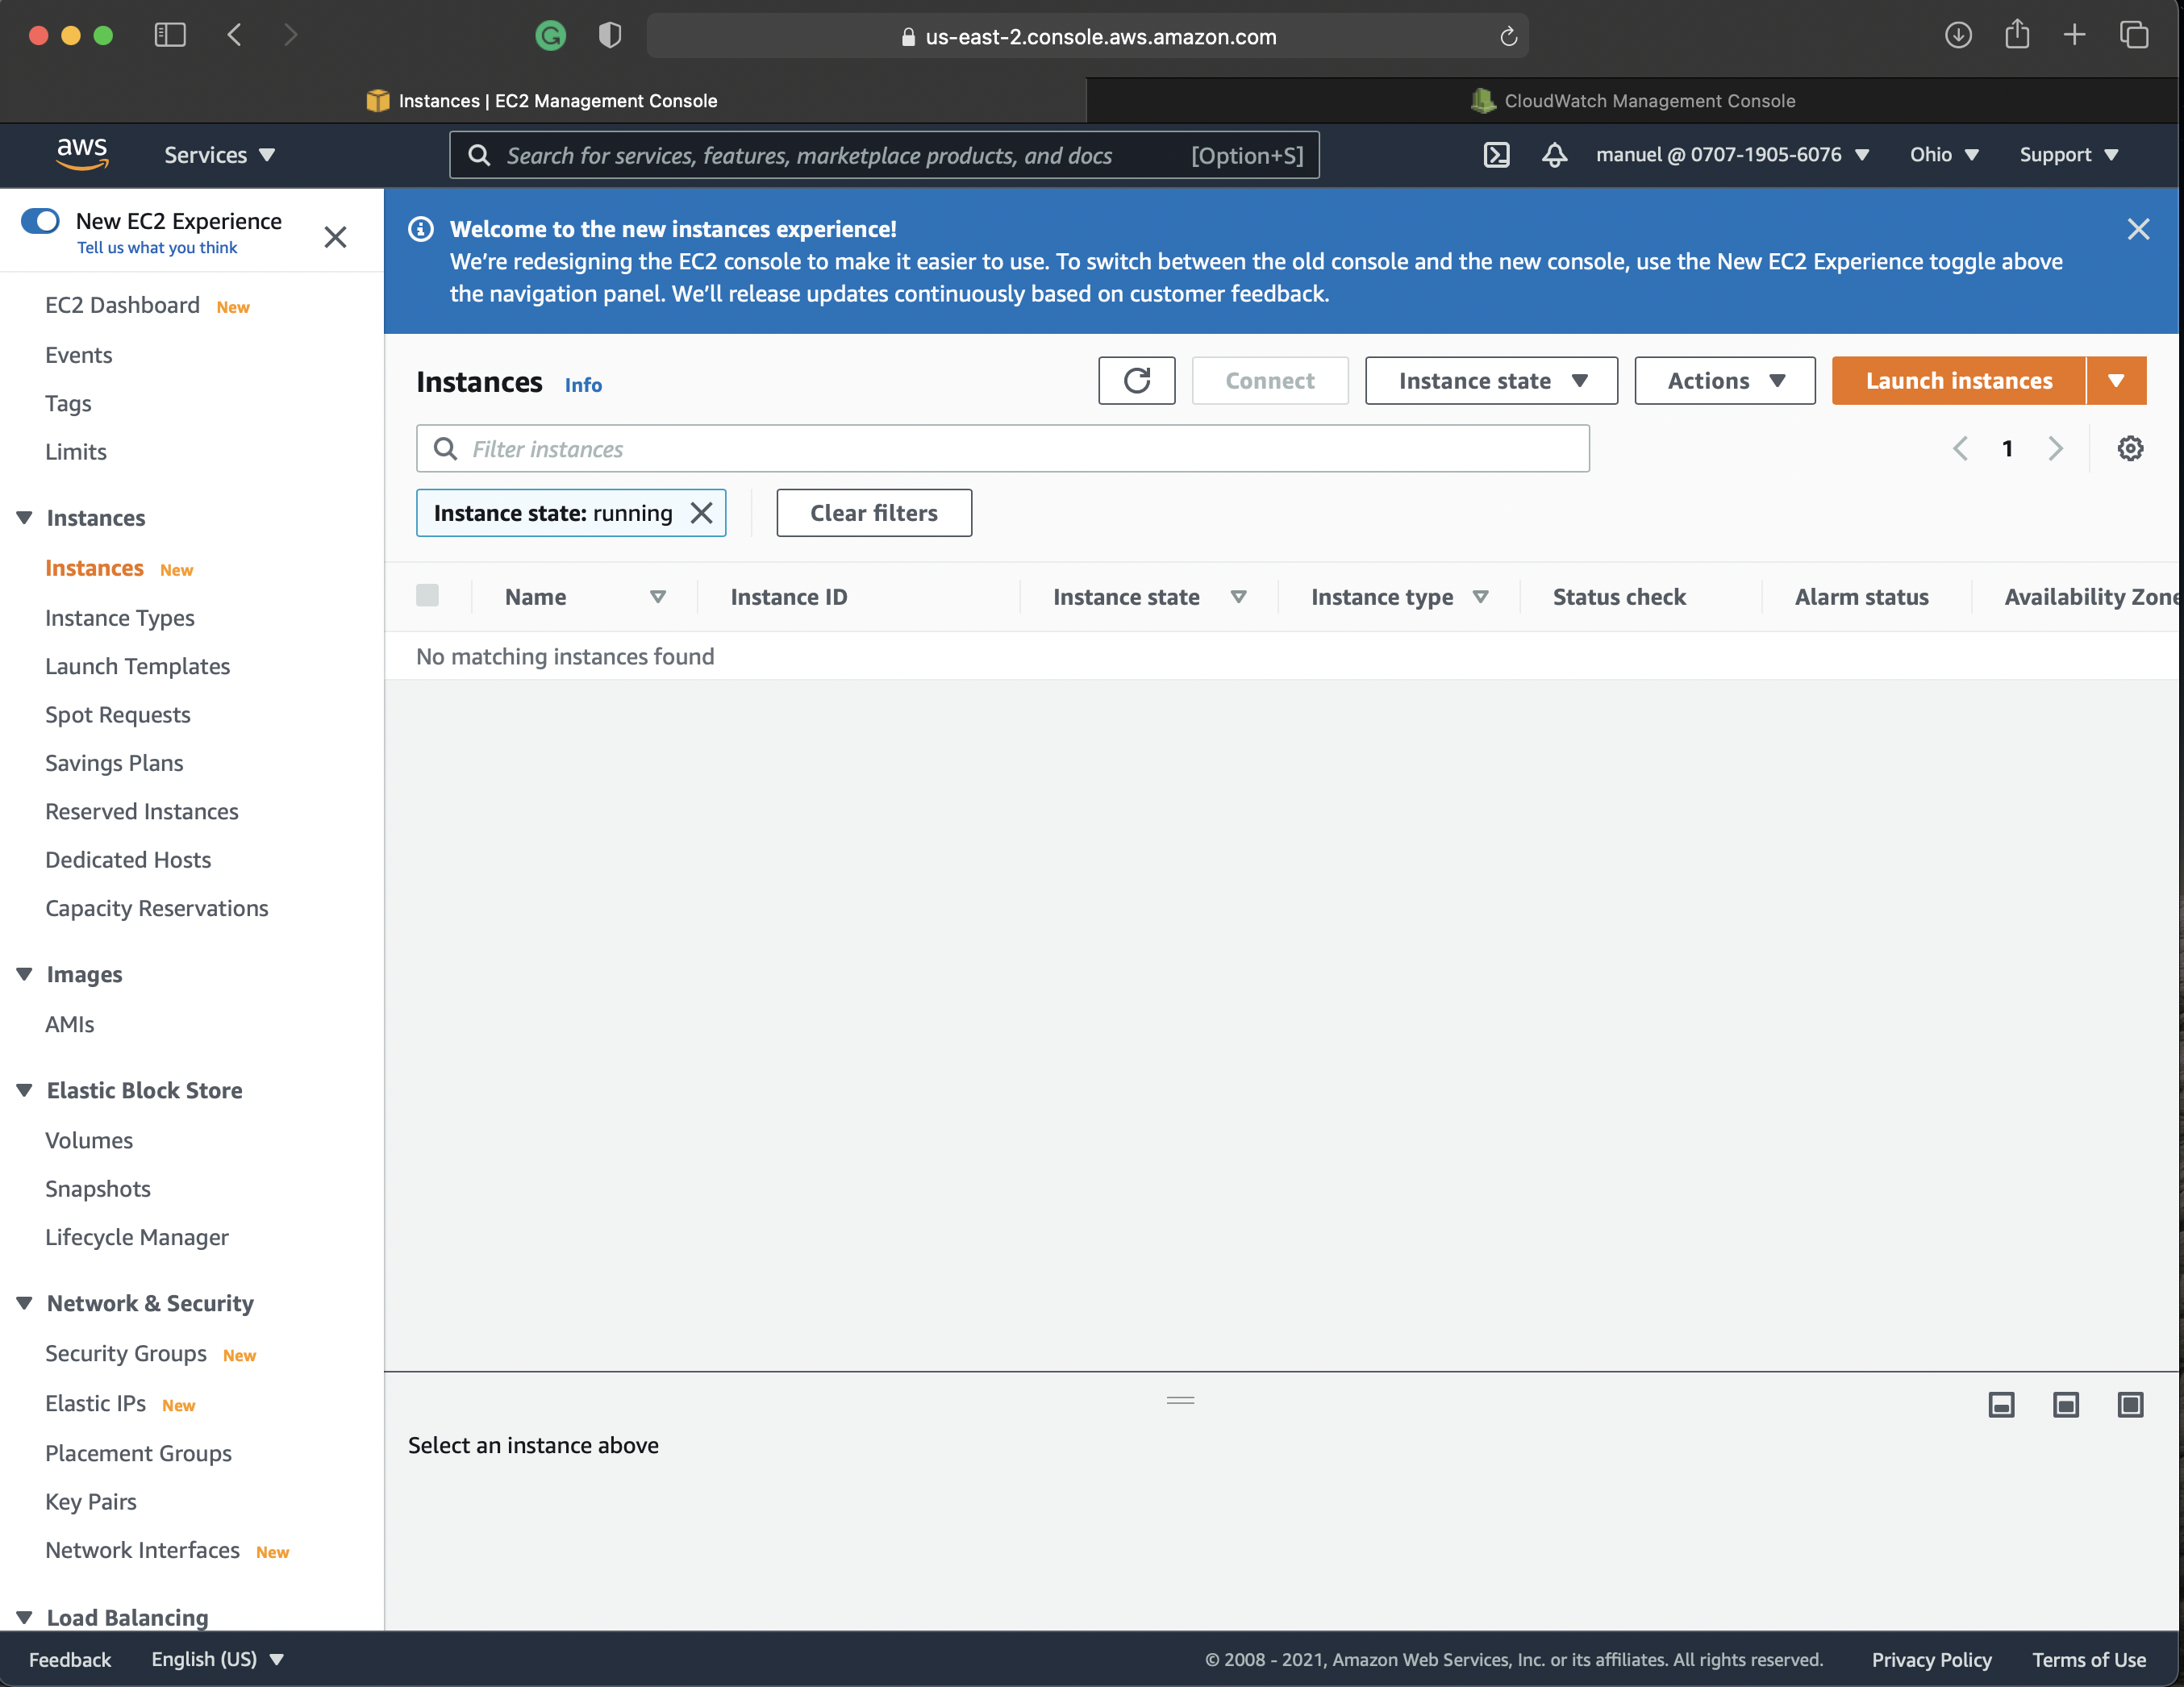 us-east-2.console.aws.amazon.com
Instances | EC2 Management Console
CloudWatch Management Console
aws
Services
Search for services, features, marketplace products, and docs
[Option+S]
manuel @ 0707-1905-6076
Ohio
Support
New EC2 Experience
Tell us what you think
EC2 Dashboard New
Events
Tags
Limits
Instances
Instances New
Instance Types
Launch Templates
Spot Requests
Savings Plans
Reserved Instances
Dedicated Hosts
Capacity Reservations
Images
AMIs
Elastic Block Store
Volumes
Snapshots
Lifecycle Manager
Network & Security
Security Groups New
Elastic IPs New
Placement Groups
Key Pairs
Network Interfaces New
Load Balancing
Welcome to the new instances experience!
We’re redesigning the EC2 console to make it easier to use. To switch between the old console and the new console, use the New EC2 Experience toggle above
the navigation panel. We’ll release updates continuously based on customer feedback.
Instances Info
Connect
Instance state
Actions
Launch instances
Filter instances
1
Instance state: running
Clear filters
Name
Instance ID
Instance state
Instance type
Status check
Alarm status
Availability Zone
No matching instances found
Select an instance above
Feedback
English (US)
© 2008 - 2021, Amazon Web Services, Inc. or its affiliates. All rights reserved.
Privacy Policy
Terms of Use